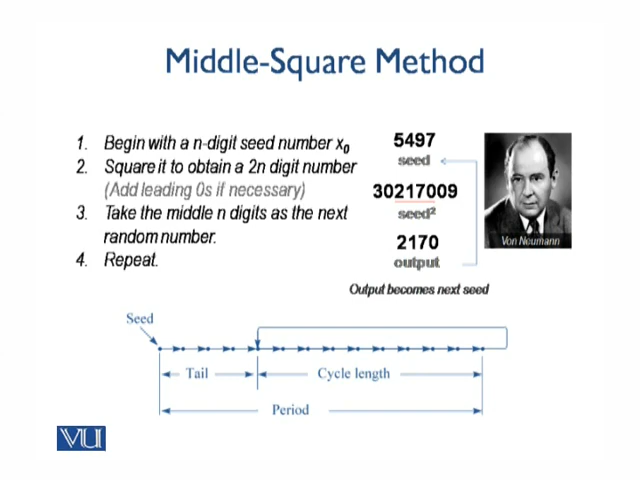 Middle-Square Method
1. Begin with a n-digit seed number x0
2. Square it to obtain a 2n digit number
(Add leading 0s if necessary)
3. Take the middle n digits as the next
random number.
4. Repeat.
5497
seed
30217009
seed²
2170
output
Output becomes next seed
Von Neumann
Seed
Tail
Cycle length
Period
VU